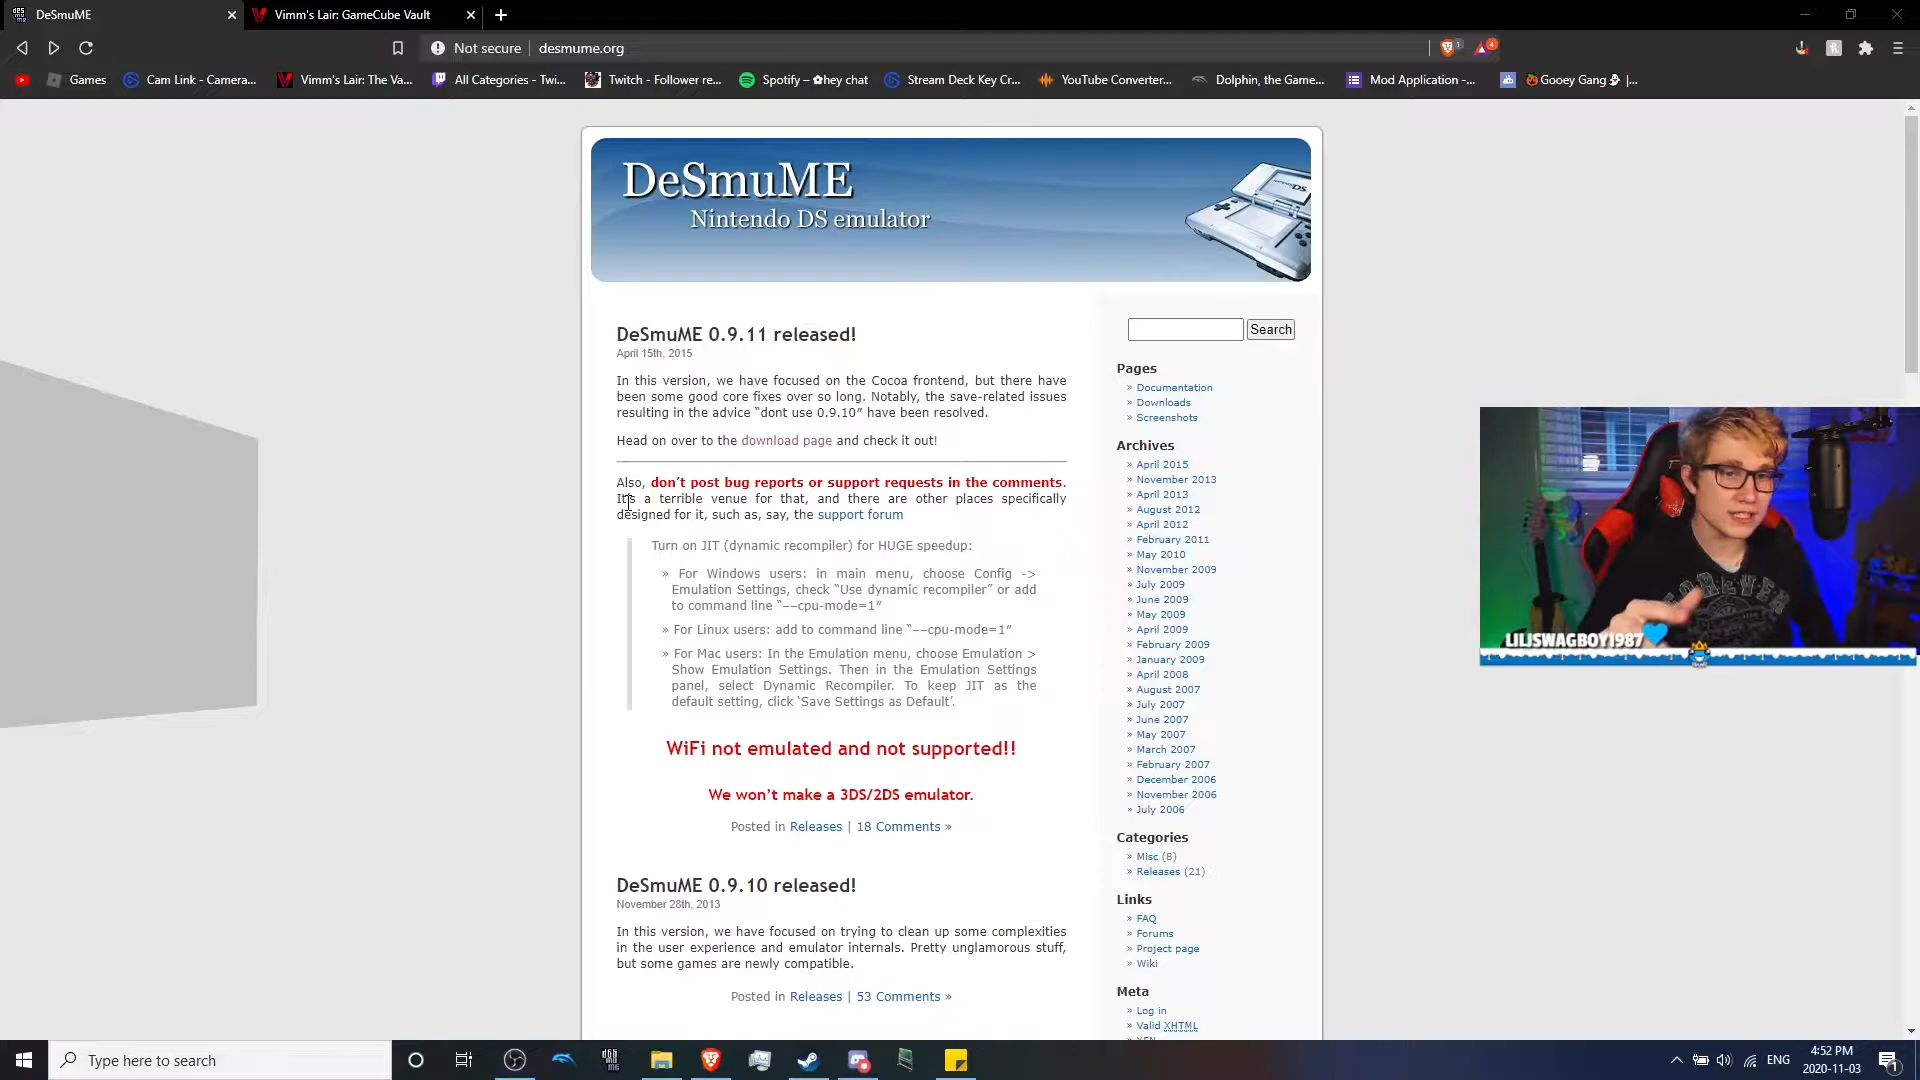 DeSmuME
Vimm's Lair: GameCube Vault
Not secure
desmume.org
1
4
Games
Cam Link - Camera...
Vimm's Lair: The Va...
All Categories - Twi...
Twitch - Follower re...
Spotify – ✿hey chat
Stream Deck Key Cr...
YouTube Converter...
Dolphin, the Game...
Mod Application -...
🎃Gooey Gang👻|...
DeSmuME
Nintendo DS emulator
DeSmuME 0.9.11 released!
April 15th, 2015
In this version, we have focused on the Cocoa frontend, but there have
been some good core fixes over so long. Notably, the save-related issues
resulting in the advice “dont use 0.9.10” have been resolved.
Head on over to the download page and check it out!
Also, don’t post bug reports or support requests in the comments.
It’s a terrible venue for that, and there are other places specifically
designed for it, such as, say, the support forum
Turn on JIT (dynamic recompiler) for HUGE speedup:
» For Windows users: in main menu, choose Config ->
Emulation Settings, check “Use dynamic recompiler” or add
to command line “––cpu-mode=1”
» For Linux users: add to command line “––cpu-mode=1”
» For Mac users: In the Emulation menu, choose Emulation >
Show Emulation Settings. Then in the Emulation Settings
panel, select Dynamic Recompiler. To keep JIT as the
default setting, click ‘Save Settings as Default’.
WiFi not emulated and not supported!!
We won’t make a 3DS/2DS emulator.
Posted in Releases | 18 Comments »
DeSmuME 0.9.10 released!
November 28th, 2013
In this version, we have focused on trying to clean up some complexities
in the user experience and emulator internals. Pretty unglamorous stuff,
but some games are newly compatible.
Posted in Releases | 53 Comments »
Search
Pages
» Documentation
» Downloads
» Screenshots
Archives
» April 2015
» November 2013
» April 2013
» August 2012
» April 2012
» February 2011
» May 2010
» November 2009
» July 2009
» June 2009
» May 2009
» April 2009
» February 2009
» January 2009
» April 2008
» August 2007
» July 2007
» June 2007
» May 2007
» March 2007
» February 2007
» December 2006
» November 2006
» July 2006
Categories
» Misc (8)
» Releases (21)
Links
» FAQ
» Forums
» Project page
» Wiki
Meta
» Log in
» Valid XHTML
FOREVER
LILJSWAGBOY1987
Type here to search
ENG
4:52 PM
2020-11-03
1